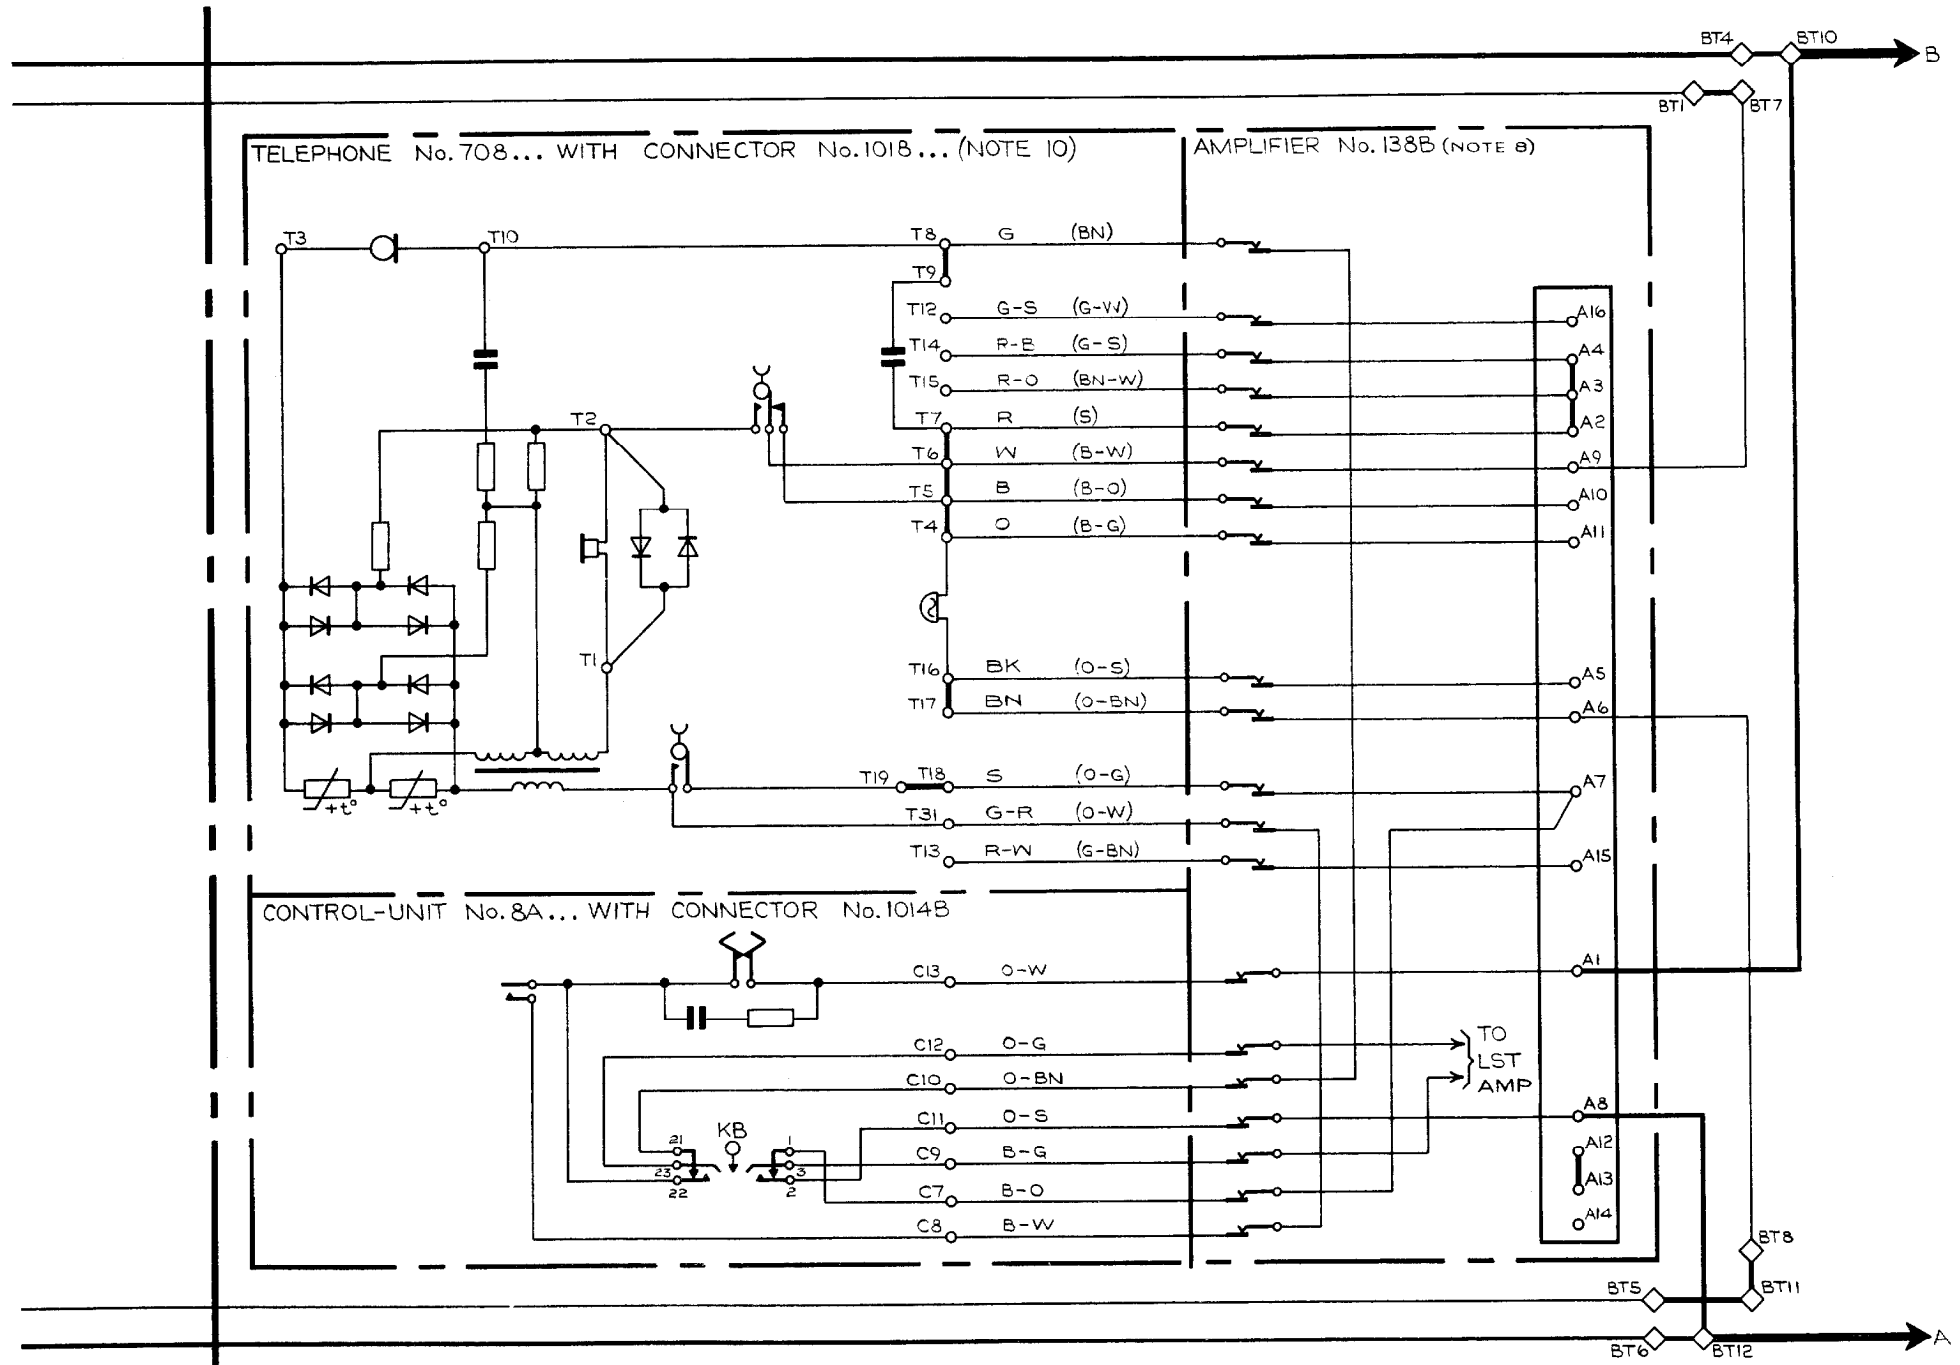 BT4
BT10
B
BT1
BT7
TELEPHONE No.708... WITH CONNECTOR No.101B... (NOTE 10)
AMPLIFIER No.138B (NOTE 8)
T3
T10
T8 G (BN)
T9
T12 G-S (G-W)
A16
T14 R-B (G-S)
A4
T15 R-O (BN-W)
A3
T2
T7 R (S)
A2
T6 W (B-W)
A9
T5 B (B-O)
A10
T4 O (B-G)
A11
T1
T16 BK (O-S)
A5
T17 BN (O-BN)
A6
+t° +t°
T19 T18 S (O-G)
A7
T31 G-R (O-W)
T13 R-W (G-BN)
A15
CONTROL-UNIT No.8A... WITH CONNECTOR No.1014B
C13 O-W
A1
C12 O-G
TO
LST
AMP
C10 O-BN
C11 O-S
A8
KB
21
23
22
1
3
2
C9 B-G
A12
C7 B-O
A13
C8 B-W
A14
BT8
BT5
BT11
BT6
BT12
A